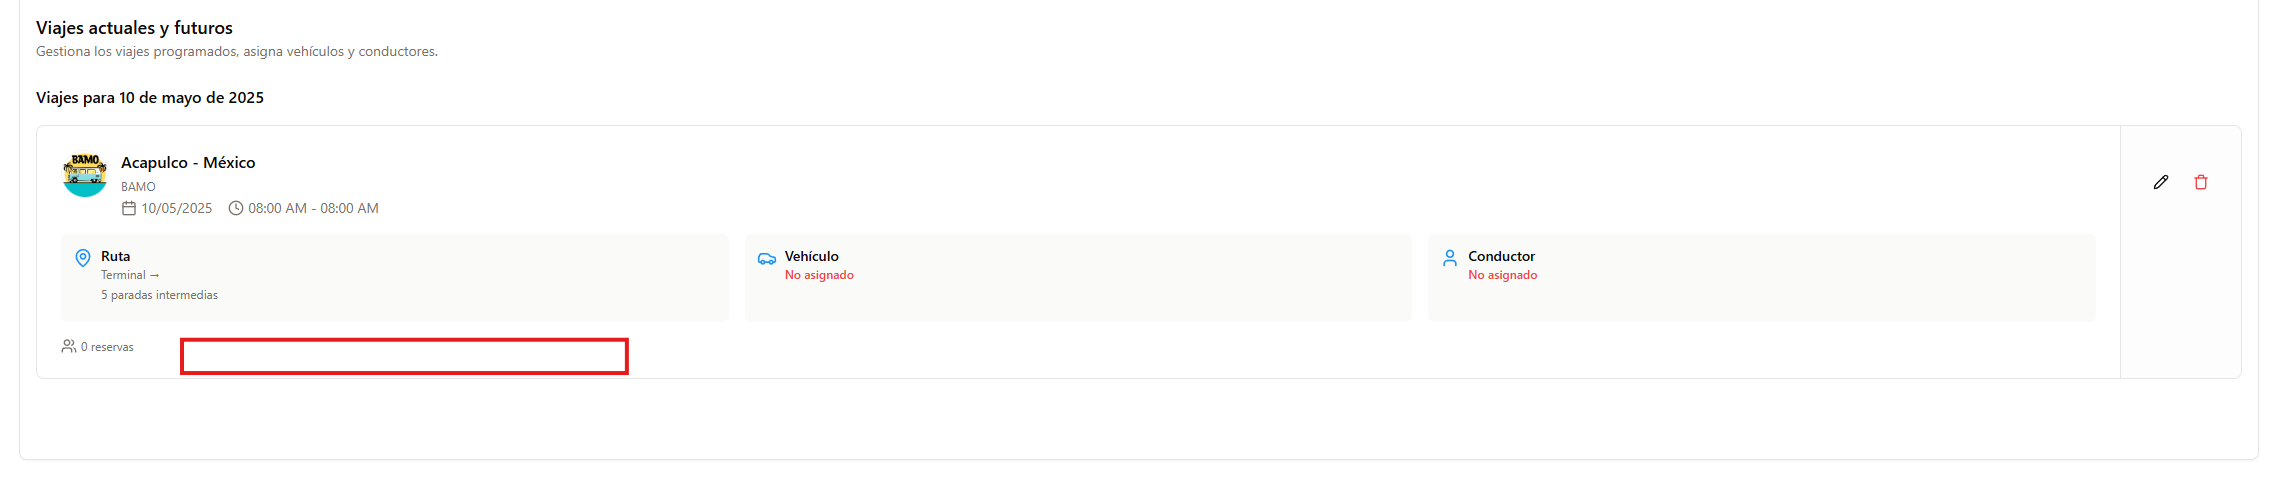 Viajes actuales y futuros
Gestiona los viajes programados, asigna vehículos y conductores.
Viajes para 10 de mayo de 2025
BAMO
Acapulco - México
BAMO
10/05/2025 08:00 AM - 08:00 AM
Ruta
Terminal →
5 paradas intermedias
Vehículo
No asignado
Conductor
No asignado
0 reservas